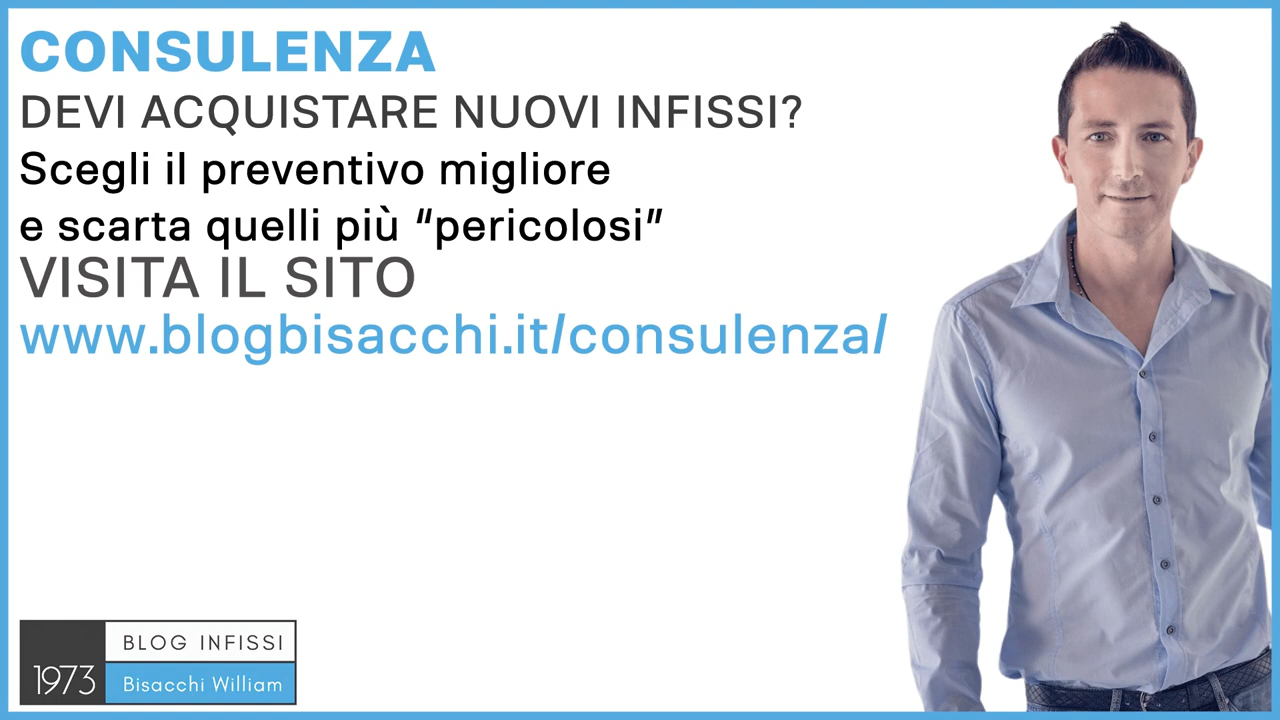 CONSULENZA
DEVI ACQUISTARE NUOVI INFISSI?
Scegli il preventivo migliore
e scarta quelli più “pericolosi”
VISITA IL SITO
www.blogbisacchi.it/consulenza/
1973
BLOG INFISSI
Bisacchi William